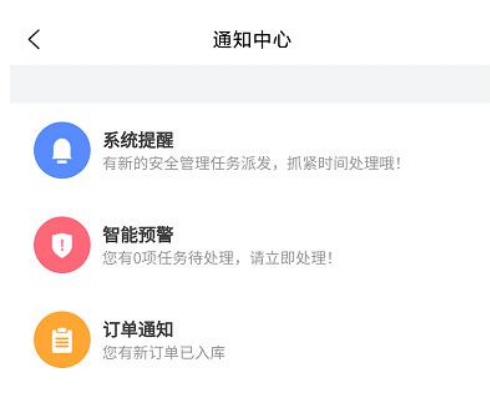 通知中心
系统提醒
有新的安全管理任务派发，抓紧时间处理哦！
智能预警
您有0项任务待处理，请立即处理！
订单通知
您有新订单已入库